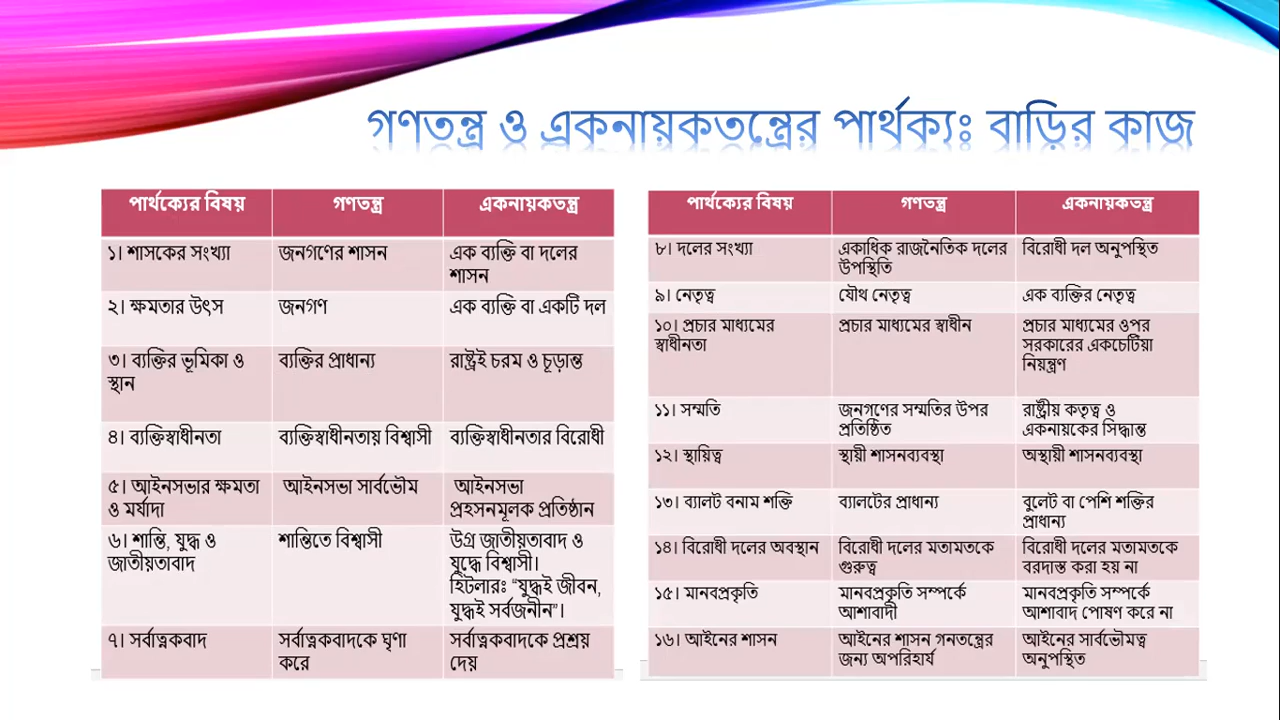 গণতন্ত্র ও একনায়কতন্ত্রের পার্থক্যঃ বাড়ির কাজ
পার্থক্যের বিষয় গণতন্ত্র একনায়কতন্ত্র
১। শাসকের সংখ্যা জনগণের শাসন এক ব্যক্তি বা দলের
শাসন
২। ক্ষমতার উৎস জনগণ এক ব্যক্তি বা একটি দল
৩। ব্যক্তির ভূমিকা ও ব্যক্তির প্রাধান্য রাষ্ট্রই চরম ও চূড়ান্ত
স্থান
৪। ব্যক্তিস্বাধীনতা ব্যক্তিস্বাধীনতায় বিশ্বাসী ব্যক্তিস্বাধীনতার বিরোধী
৫। আইনসভার ক্ষমতা আইনসভা সার্বভৌম আইনসভা
ও মর্যাদা প্রহসনমূলক প্রতিষ্ঠান
৬। শান্তি, যুদ্ধ ও শান্তিতে বিশ্বাসী উগ্র জাতীয়তাবাদ ও
জাতীয়তাবাদ যুদ্ধে বিশ্বাসী।
হিটলারঃ “যুদ্ধই জীবন,
যুদ্ধই সর্বজনীন”।
৭। সর্বাত্নকবাদ সর্বাত্নকবাদকে ঘৃণা সর্বাত্নকবাদকে প্রশ্রয়
করে দেয়
পার্থক্যের বিষয় গণতন্ত্র একনায়কতন্ত্র
৮। দলের সংখ্যা একাধিক রাজনৈতিক দলের বিরোধী দল অনুপস্থিত
উপস্থিতি
৯। নেতৃত্ব যৌথ নেতৃত্ব এক ব্যক্তির নেতৃত্ব
১০। প্রচার মাধ্যমের প্রচার মাধ্যমের স্বাধীন প্রচার মাধ্যমের ওপর
স্বাধীনতা সরকারের একচেটিয়া
নিয়ন্ত্রণ
১১। সম্মতি জনগণের সম্মতির উপর রাষ্ট্রীয় কতৃত্ব ও
প্রতিষ্ঠিত একনায়কের সিদ্ধান্ত
১২। স্থায়িত্ব স্থায়ী শাসনব্যবস্থা অস্থায়ী শাসনব্যবস্থা
১৩। ব্যালট বনাম শক্তি ব্যালটের প্রাধান্য বুলেট বা পেশি শক্তির
প্রাধান্য
১৪। বিরোধী দলের অবস্থান বিরোধী দলের মতামতকে বিরোধী দলের মতামতকে
গুরুত্ব বরদাস্ত করা হয় না
১৫। মানবপ্রকৃতি মানবপ্রকৃতি সম্পর্কে মানবপ্রকৃতি সম্পর্কে
আশাবাদী আশাবাদ পোষণ করে না
১৬। আইনের শাসন আইনের শাসন গনতন্ত্রের আইনের সার্বভৌমত্ব
জন্য অপরিহার্য অনুপস্থিত